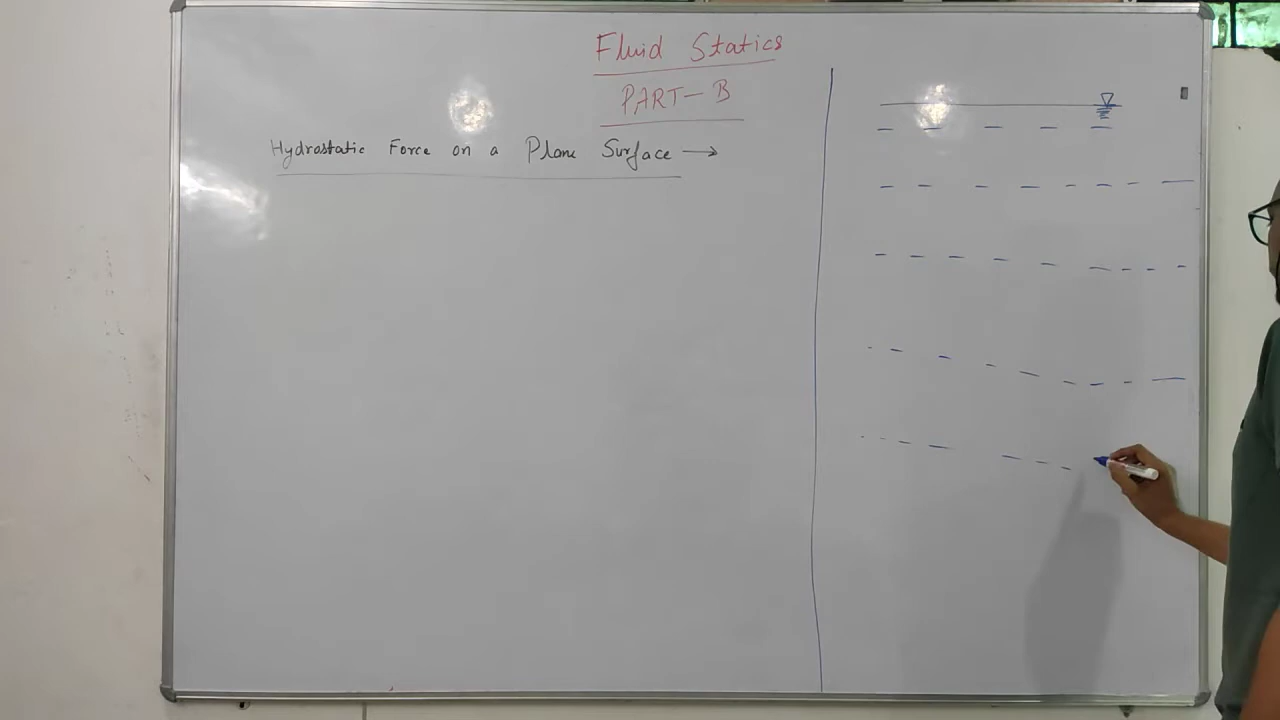 Fluid Statics
PART-B
Hydrostatic Force on a Plane Surface →